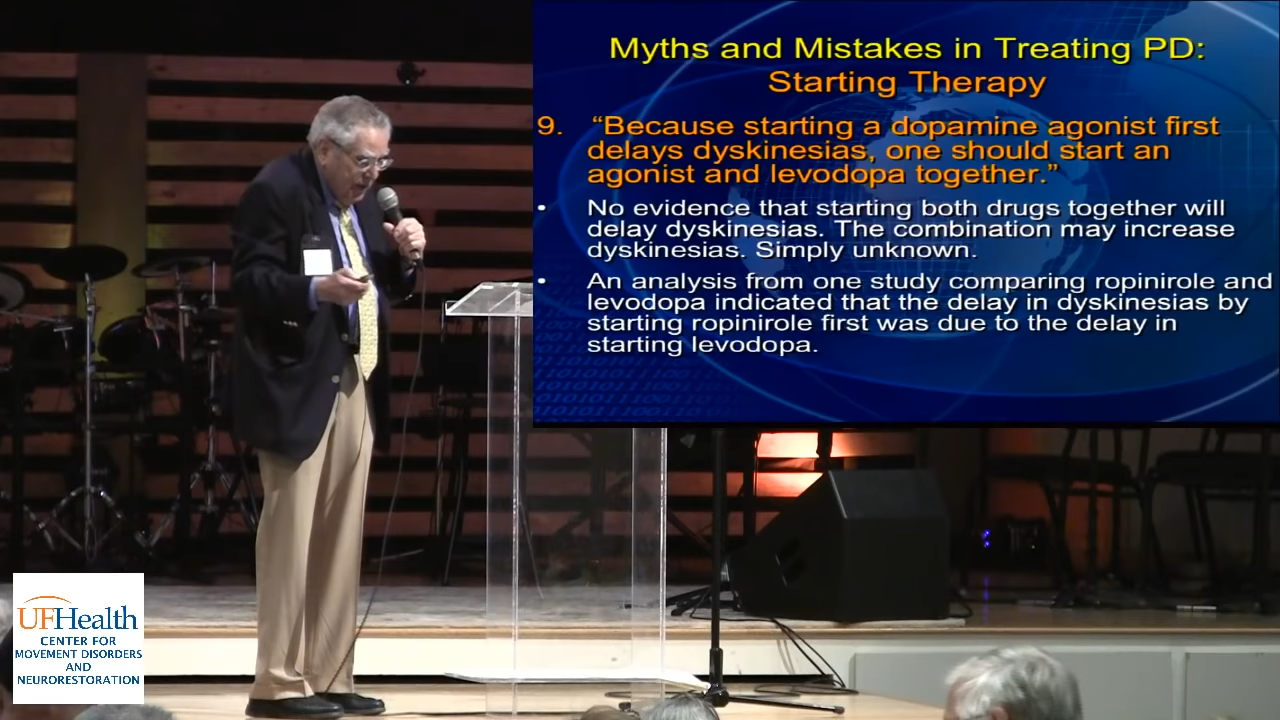 Myths and Mistakes in Treating PD:
Starting Therapy
9. “Because starting a dopamine agonist first
delays dyskinesias, one should start an
agonist and levodopa together.”
• No evidence that starting both drugs together will
delay dyskinesias. The combination may increase
dyskinesias. Simply unknown.
• An analysis from one study comparing ropinirole and
levodopa indicated that the delay in dyskinesias by
starting ropinirole first was due to the delay in
starting levodopa.
UFHealth
CENTER FOR
MOVEMENT DISORDERS
AND
NEURORESTORATION